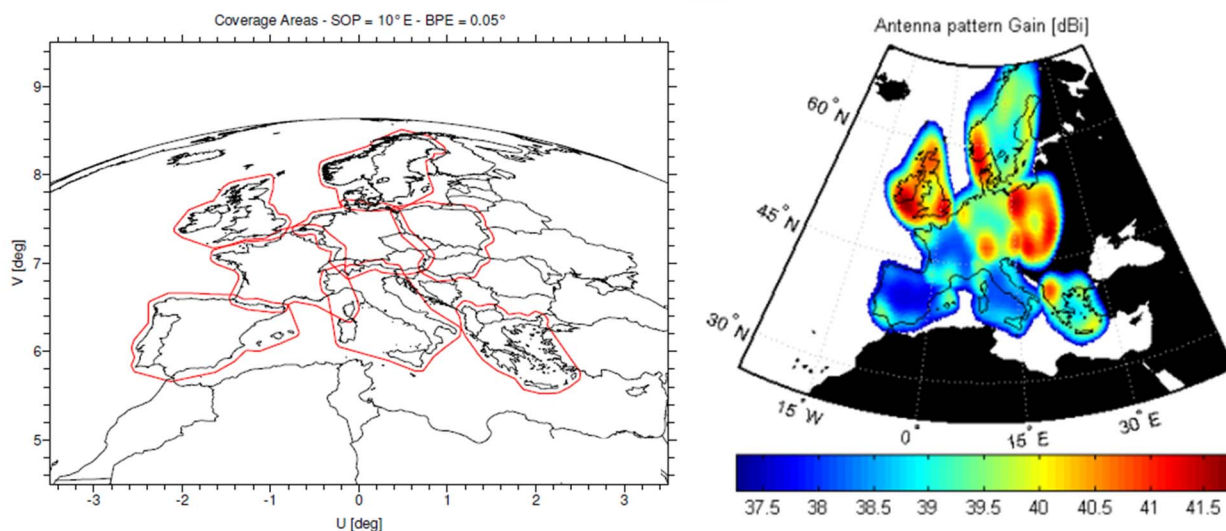 Coverage Areas - SOP = 10° E - BPE = 0.05°
9
8
7
6
5
V [deg]
-3
-2
-1
0
1
2
3
U [deg]
Antenna pattern Gain [dBi]
60° N
45° N
30° N
15° W
0°
15° E
30° E
37.5
38
38.5
39
39.5
40
40.5
41
41.5